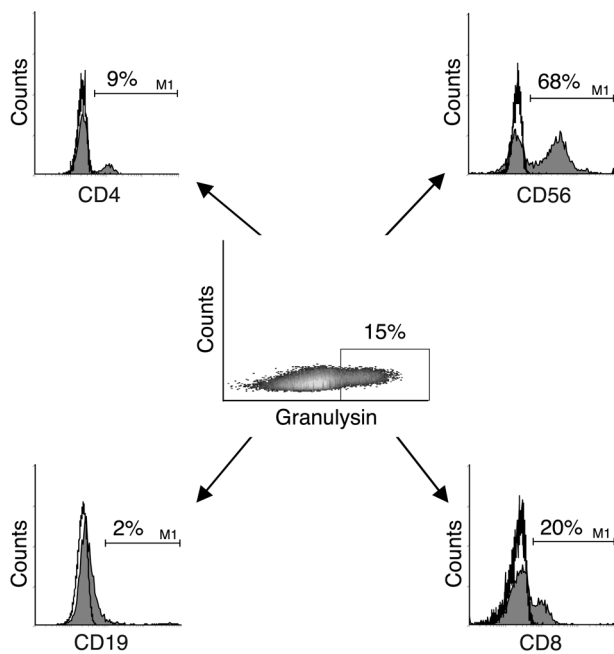 9%
M1
Counts
CD4
68%
M1
Counts
CD56
15%
Counts
Granulysin
2%
M1
Counts
CD19
20%
M1
Counts
CD8